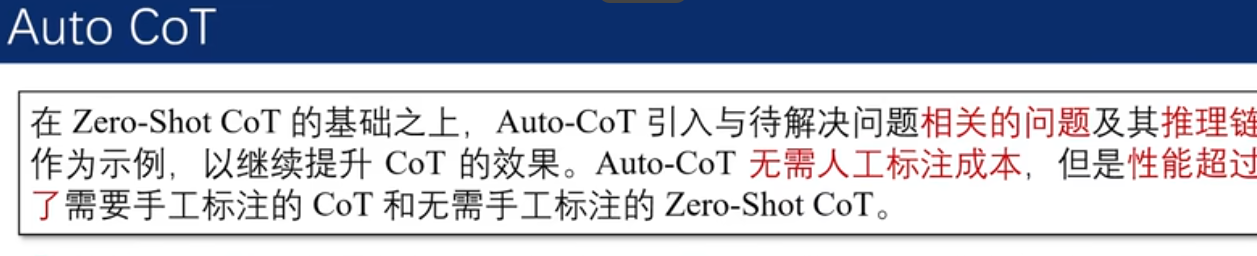 Auto CoT
在 Zero-Shot CoT 的基础之上，Auto-CoT 引入与待解决问题相关的问题及其推理链
作为示例，以继续提升 CoT 的效果。Auto-CoT 无需人工标注成本，但是性能超过
了需要手工标注的 CoT 和无需手工标注的 Zero-Shot CoT。